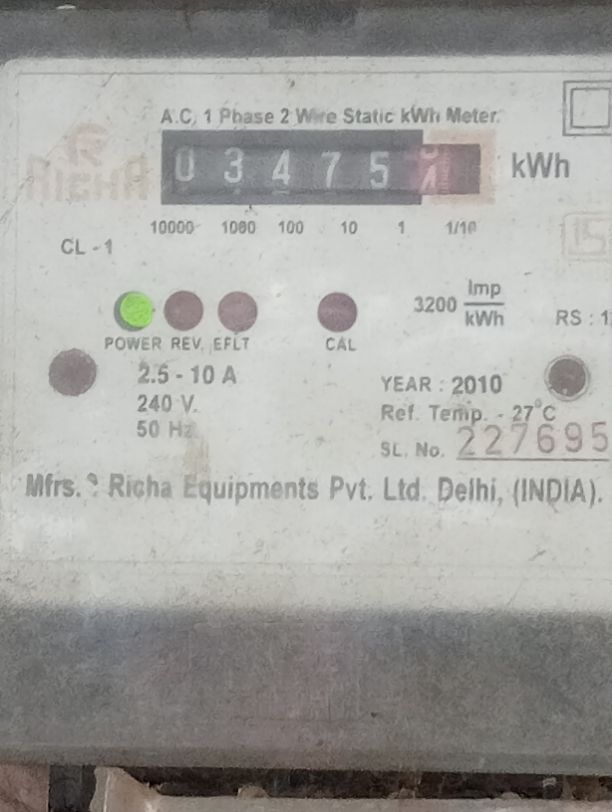 A.C. 1 Phase 2 Wire Static kWh Meter.
0 3 4 7 5 kWh
10000 1000 100 10 1 1/10
CL - 1
3200 Imp/kWh
RS : 1
POWER REV. EFLT CAL
2.5 - 10 A
240 V.
50 Hz
YEAR : 2010
Ref. Temp. - 27°C
SL. No. 227695
Mfrs. : Richa Equipments Pvt. Ltd. Delhi, (INDIA).